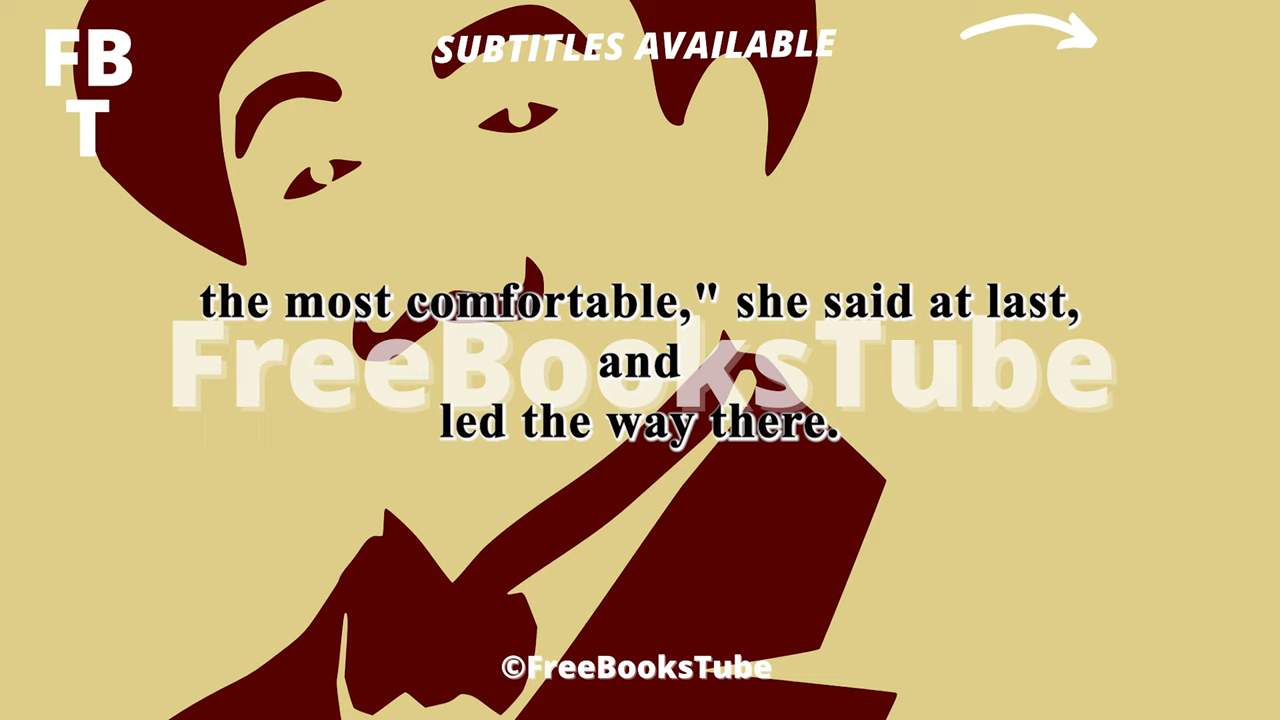 FB
T
SUBTITLES AVAILABLE
the most comfortable," she said at last,
and
led the way there.
FreeBooksTube
©FreeBooksTube